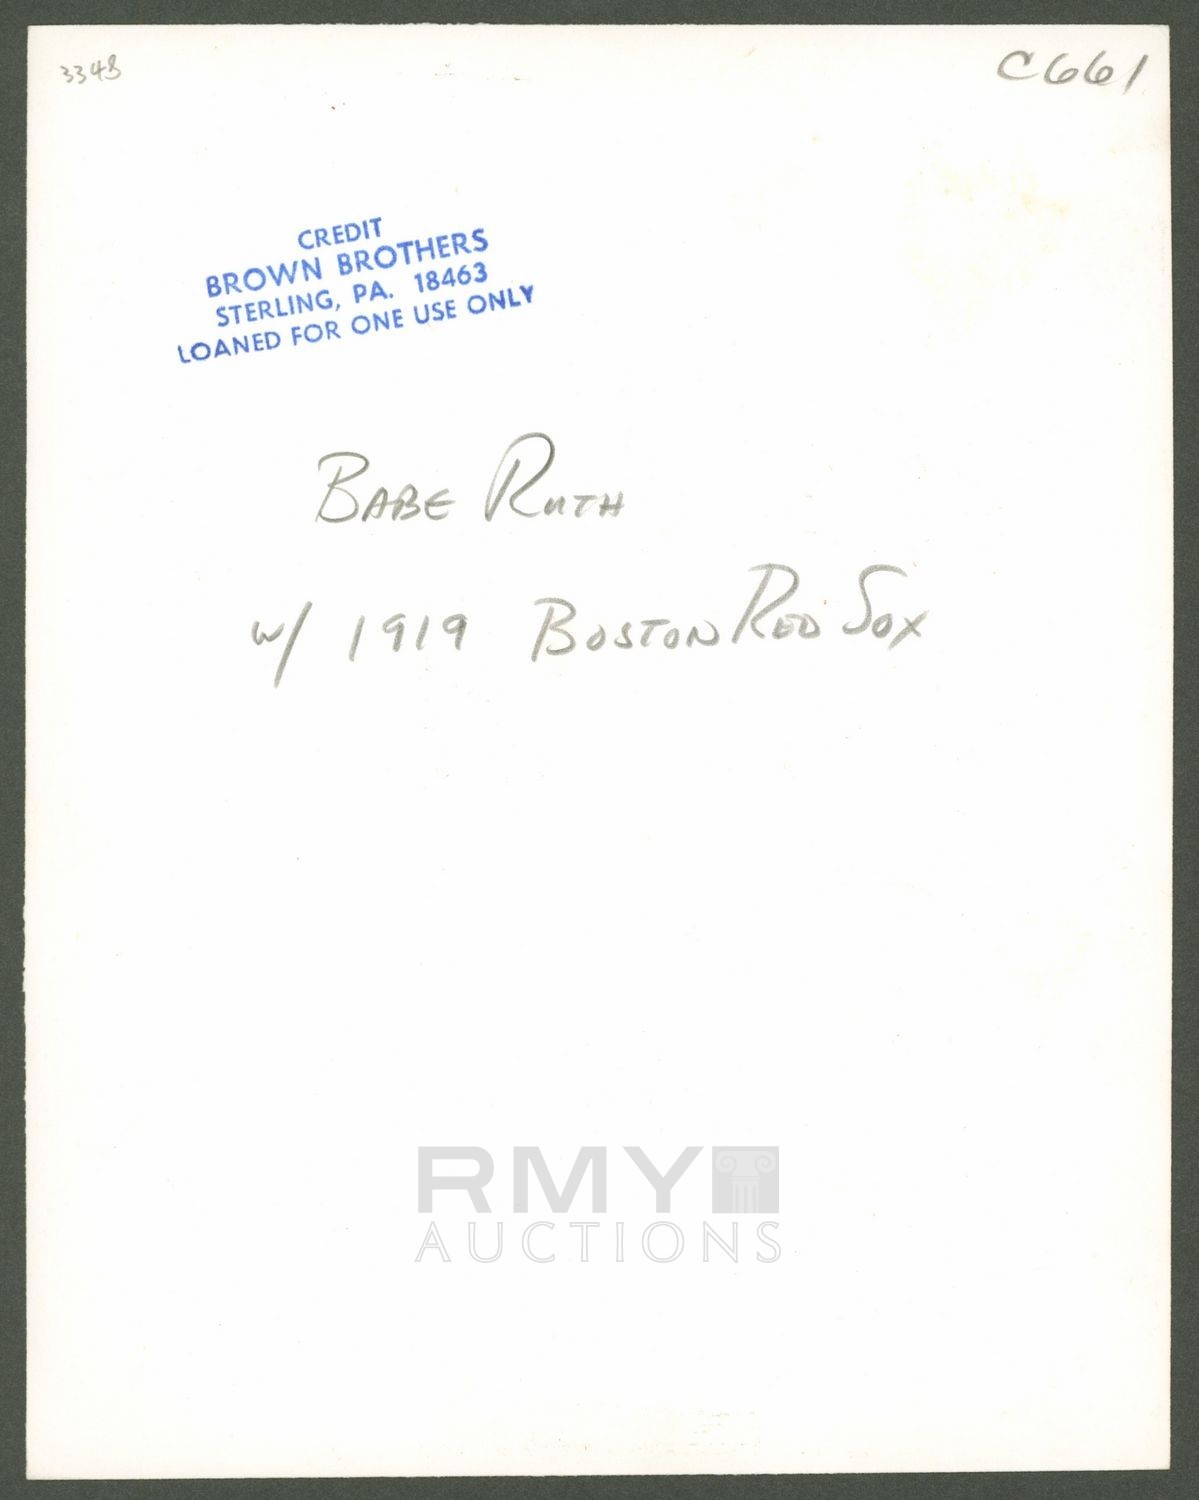 3343
C661
CREDIT
BROWN BROTHERS
STERLING, PA. 18463
LOANED FOR ONE USE ONLY
BABE RUTH
w/ 1919 BOSTON RED SOX
RMY
AUCTIONS